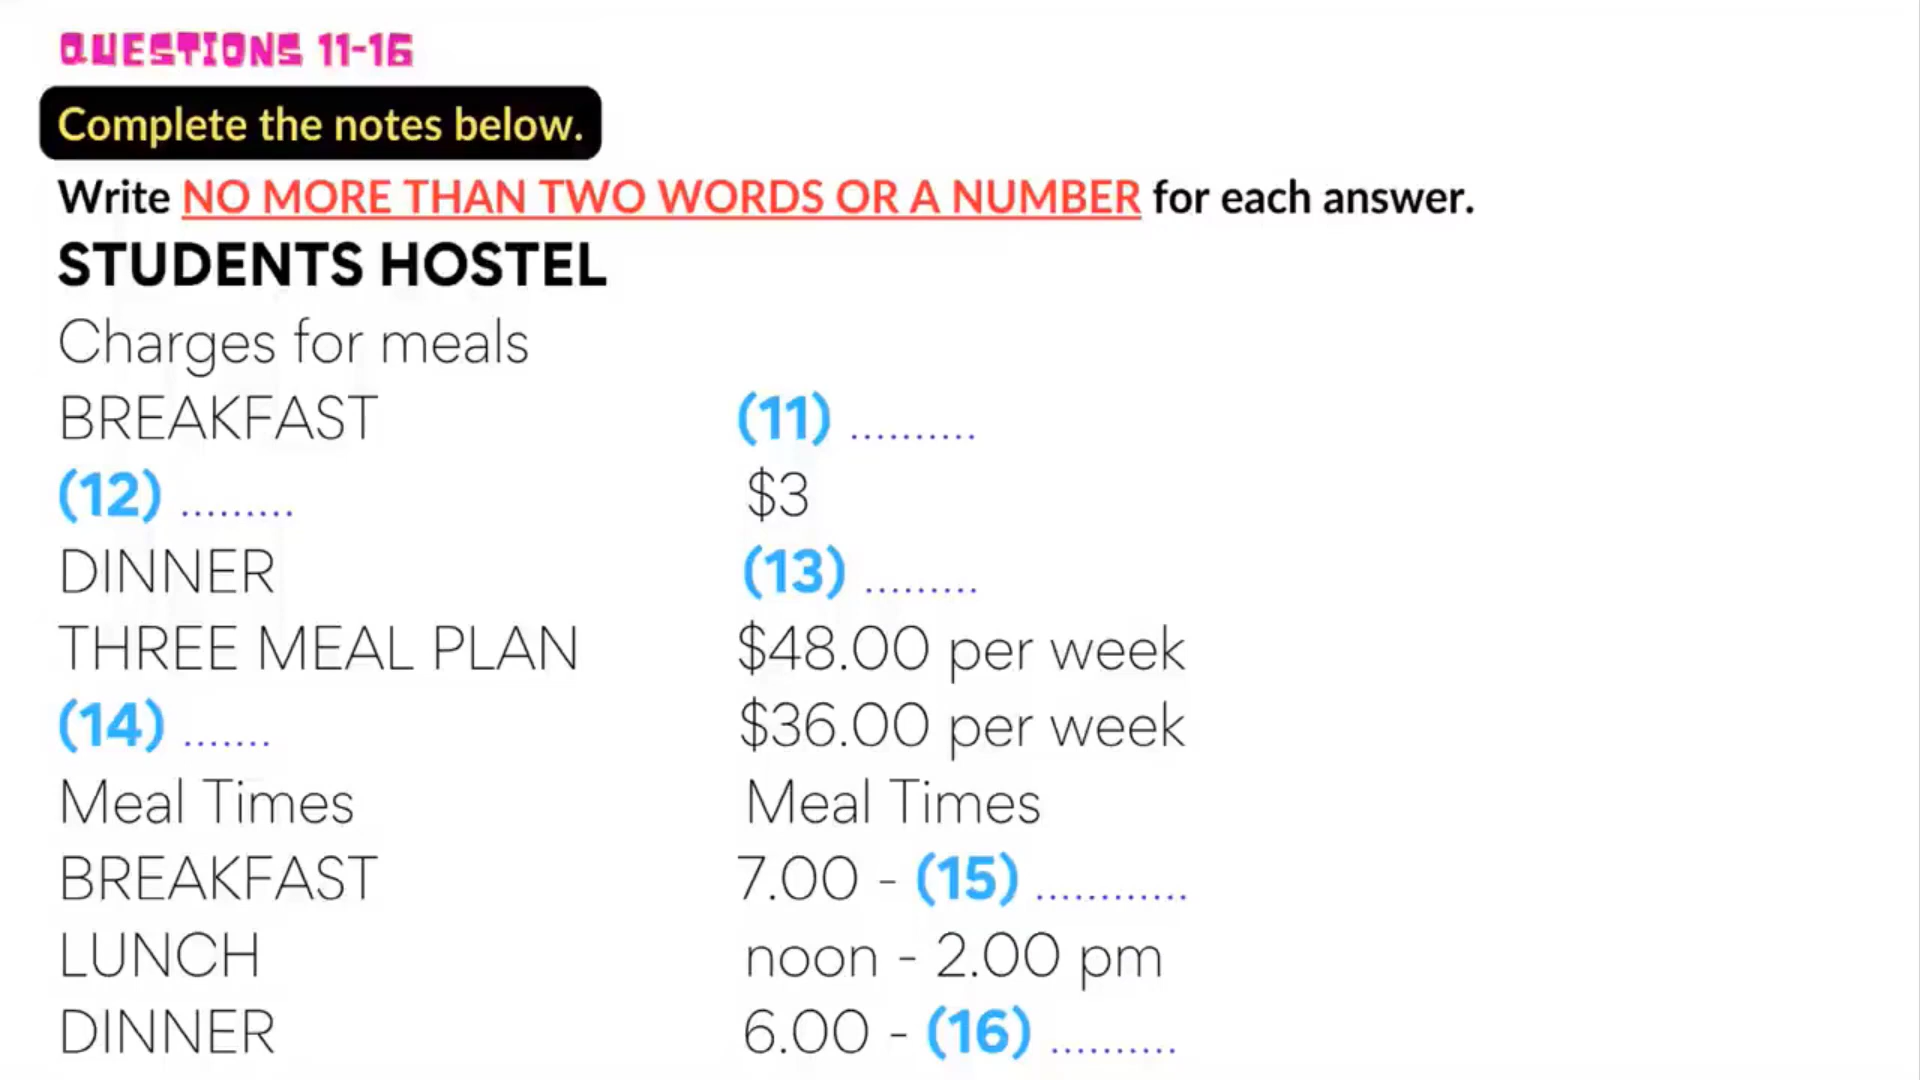 QUESTIONS 11-16
Complete the notes below.
Write NO MORE THAN TWO WORDS OR A NUMBER for each answer.
STUDENTS HOSTEL
Charges for meals
BREAKFAST (11) ..........
(12) ......... $3
DINNER (13) .........
THREE MEAL PLAN $48.00 per week
(14) ....... $36.00 per week
Meal Times Meal Times
BREAKFAST 7.00 - (15) ............
LUNCH noon - 2.00 pm
DINNER 6.00 - (16) ..........